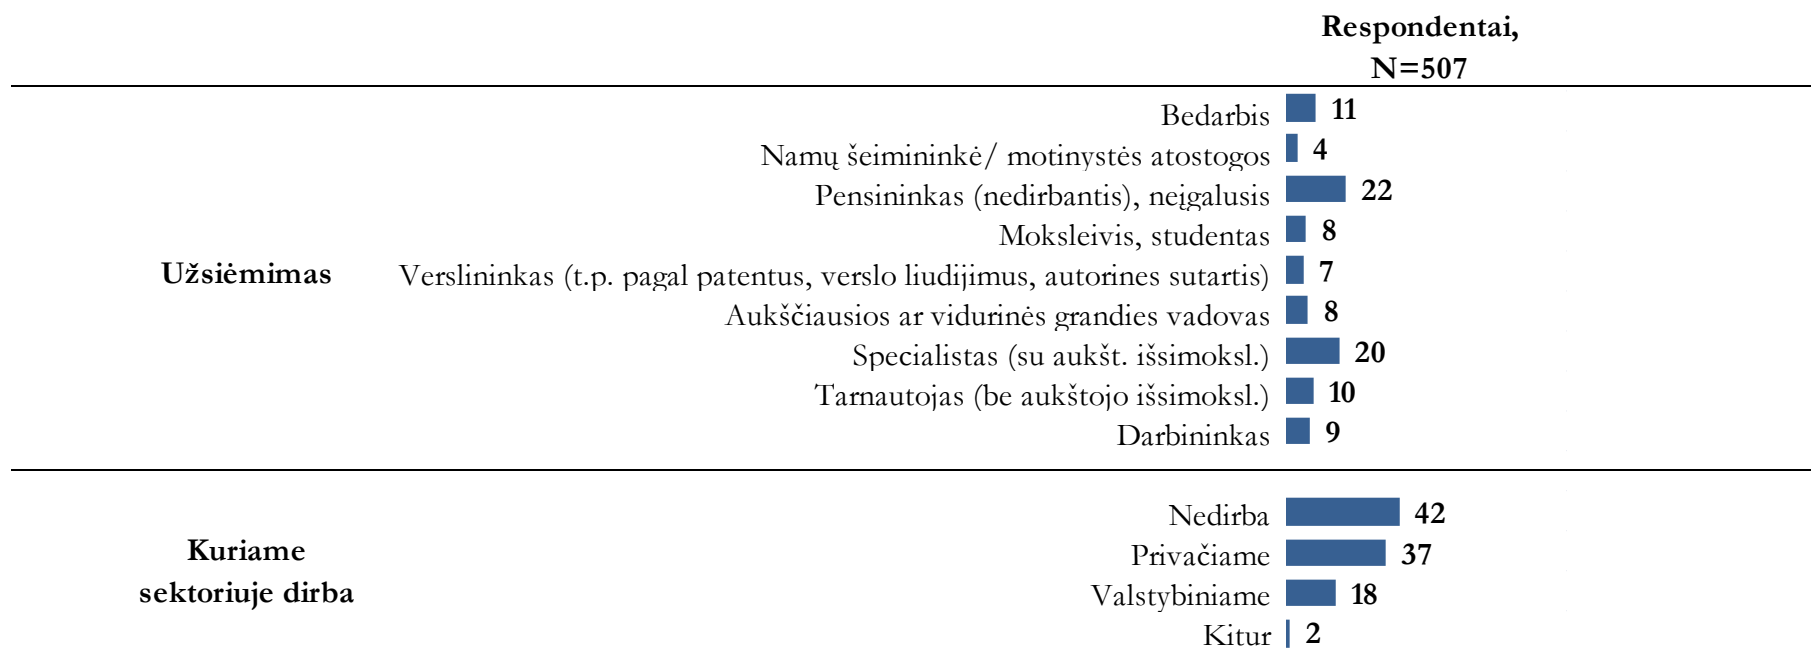 Respondentai,
N=507
Bedarbis 11
Namų šeimininkė/ motinystės atostogos 4
Pensininkas (nedirbantis), neįgalusis 22
Moksleivis, studentas 8
Užsiėmimas Verslininkas (t.p. pagal patentus, verslo liudijimus, autorines sutartis) 7
Aukščiausios ar vidurinės grandies vadovas 8
Specialistas (su aukšt. išsimoksl.) 20
Tarnautojas (be aukštojo išsimoksl.) 10
Darbininkas 9
Nedirba 42
Kuriame
sektoriuje dirba
Privačiame 37
Valstybiniame 18
Kitur 2